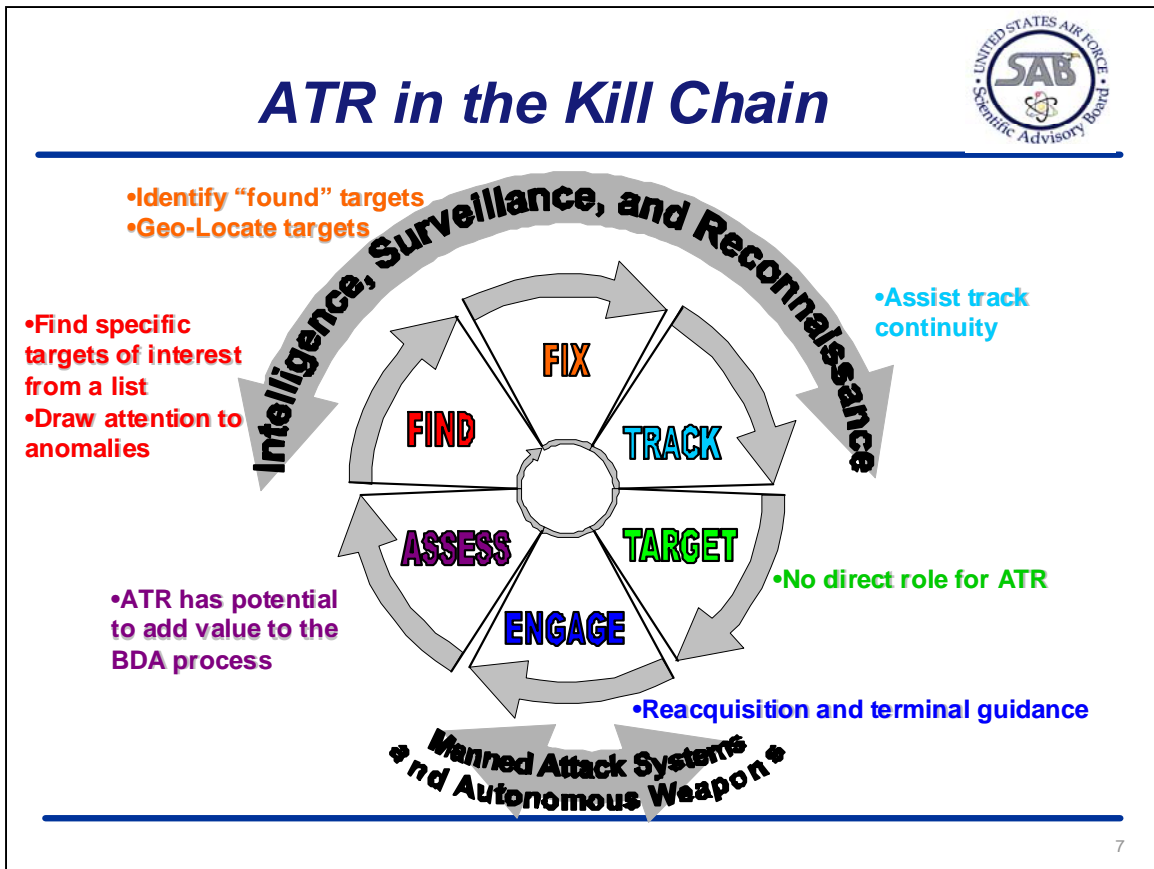 ATR in the Kill Chain
UNITED STATES AIR FORCE
SAB
Scientific Advisory Board
•Identify “found” targets
•Geo-Locate targets
Intelligence, Surveillance, and Reconnaissance
•Assist track
continuity
•Find specific
targets of interest
from a list
•Draw attention to
anomalies
FIX
FIND
TRACK
ASSESS
TARGET
ENGAGE
•No direct role for ATR
•ATR has potential
to add value to the
BDA process
•Reacquisition and terminal guidance
Manned Attack Systems
and Autonomous Weapons
7